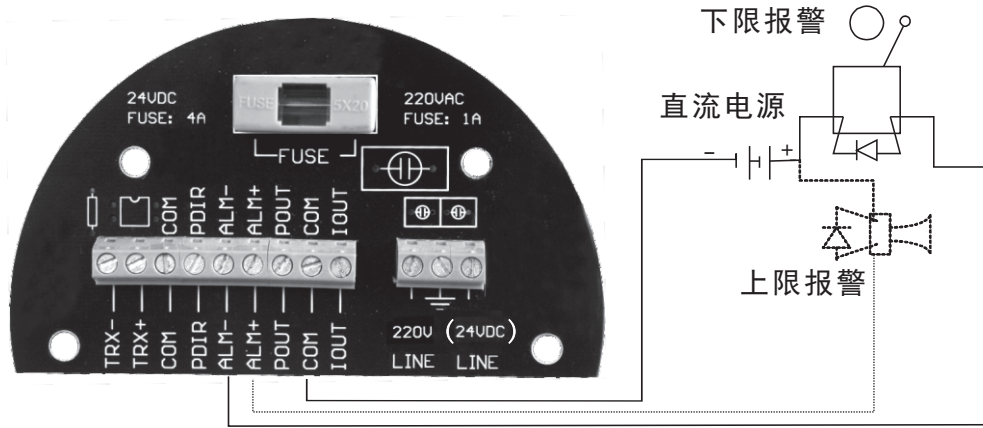 下限报警
直流电源
− +
上限报警
24VDC
FUSE: 4A
FUSE 5X20
220VAC
FUSE: 1A
FUSE
COM PDIR ALM- ALM+ POUT COM IOUT
TRX- TRX+ COM PDIR ALM- ALM+ POUT COM IOUT
220V (24VDC)
LINE LINE